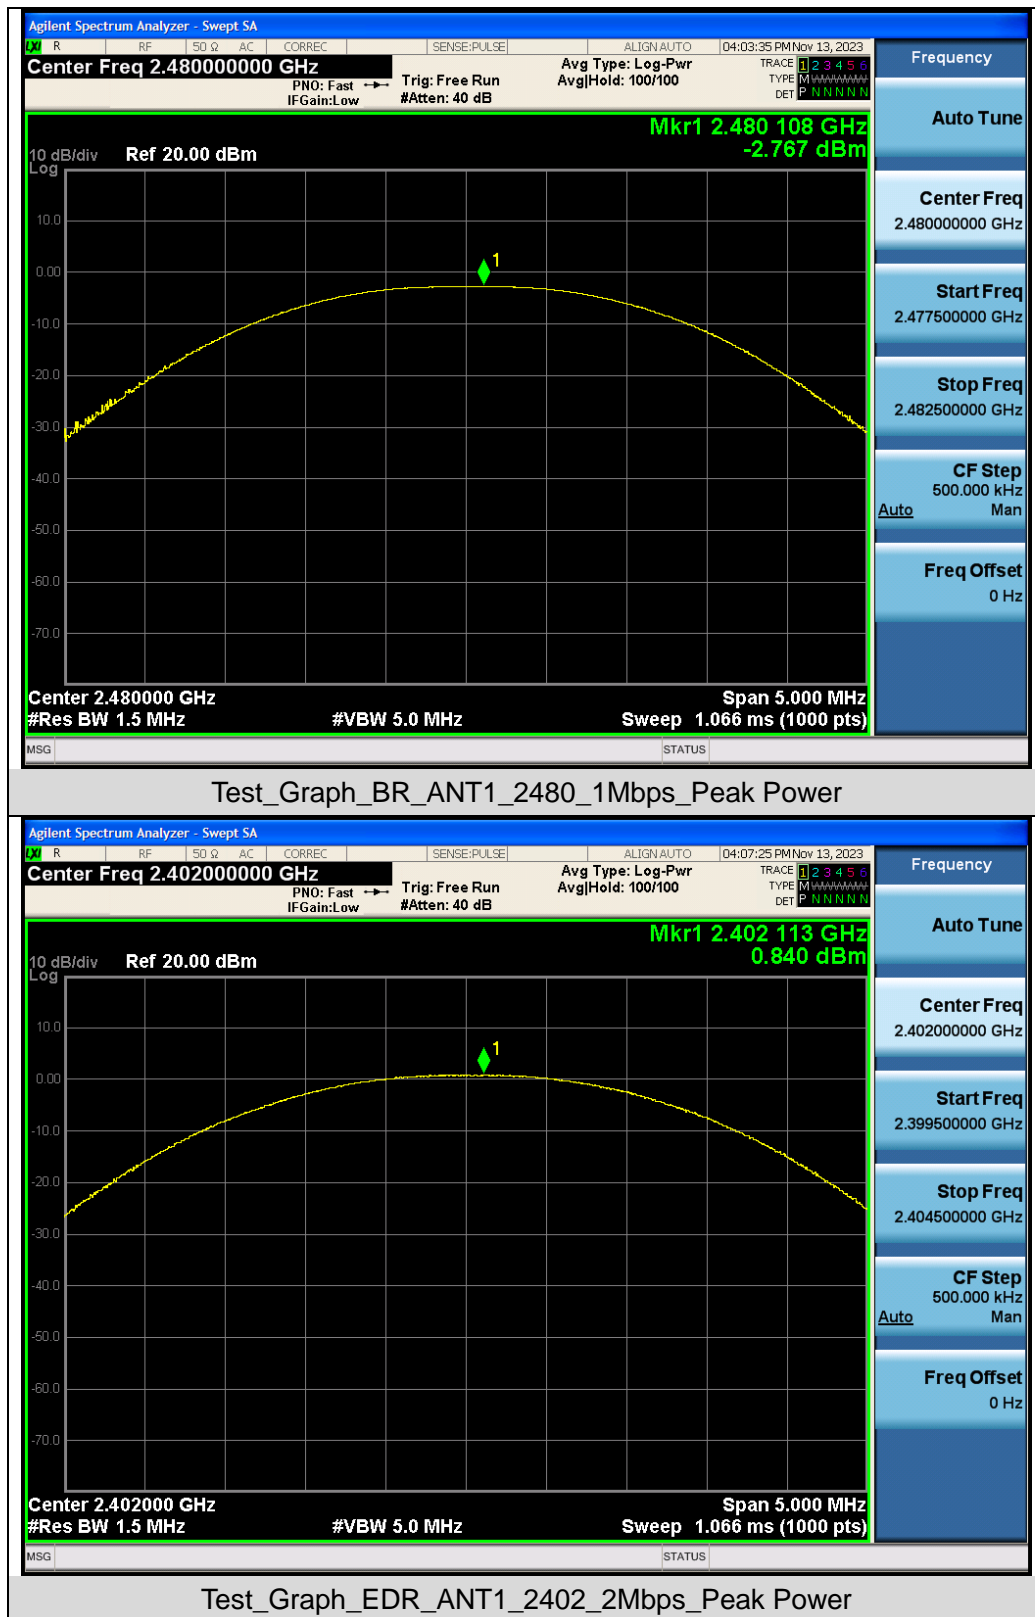 Agilent Spectrum Analyzer - Swept SA
LXI R RF 50 Ω AC CORREC SENSE:PULSE ALIGN AUTO 04:03:35 PM Nov 13, 2023
Center Freq 2.480000000 GHz Avg Type: Log-Pwr TRACE 1 2 3 4 5 6
PNO: Fast Trig: Free Run Avg|Hold: 100/100 TYPE M
IFGain:Low #Atten: 40 dB DET P N N N N N
Mkr1 2.480 108 GHz
-2.767 dBm
10 dB/div Ref 20.00 dBm
Log
10.0
1
0.00
-10.0
-20.0
-30.0
-40.0
-50.0
-60.0
-70.0
Center 2.480000 GHz Span 5.000 MHz
#Res BW 1.5 MHz #VBW 5.0 MHz Sweep 1.066 ms (1000 pts)
MSG STATUS
Frequency
Auto Tune
Center Freq
2.480000000 GHz
Start Freq
2.477500000 GHz
Stop Freq
2.482500000 GHz
CF Step
500.000 kHz
Auto Man
Freq Offset
0 Hz
Test_Graph_BR_ANT1_2480_1Mbps_Peak Power
Agilent Spectrum Analyzer - Swept SA
LXI R RF 50 Ω AC CORREC SENSE:PULSE ALIGN AUTO 04:07:25 PM Nov 13, 2023
Center Freq 2.402000000 GHz Avg Type: Log-Pwr TRACE 1 2 3 4 5 6
PNO: Fast Trig: Free Run Avg|Hold: 100/100 TYPE M
IFGain:Low #Atten: 40 dB DET P N N N N N
Mkr1 2.402 113 GHz
0.840 dBm
10 dB/div Ref 20.00 dBm
Log
10.0
1
0.00
-10.0
-20.0
-30.0
-40.0
-50.0
-60.0
-70.0
Center 2.402000 GHz Span 5.000 MHz
#Res BW 1.5 MHz #VBW 5.0 MHz Sweep 1.066 ms (1000 pts)
MSG STATUS
Frequency
Auto Tune
Center Freq
2.402000000 GHz
Start Freq
2.399500000 GHz
Stop Freq
2.404500000 GHz
CF Step
500.000 kHz
Auto Man
Freq Offset
0 Hz
Test_Graph_EDR_ANT1_2402_2Mbps_Peak Power